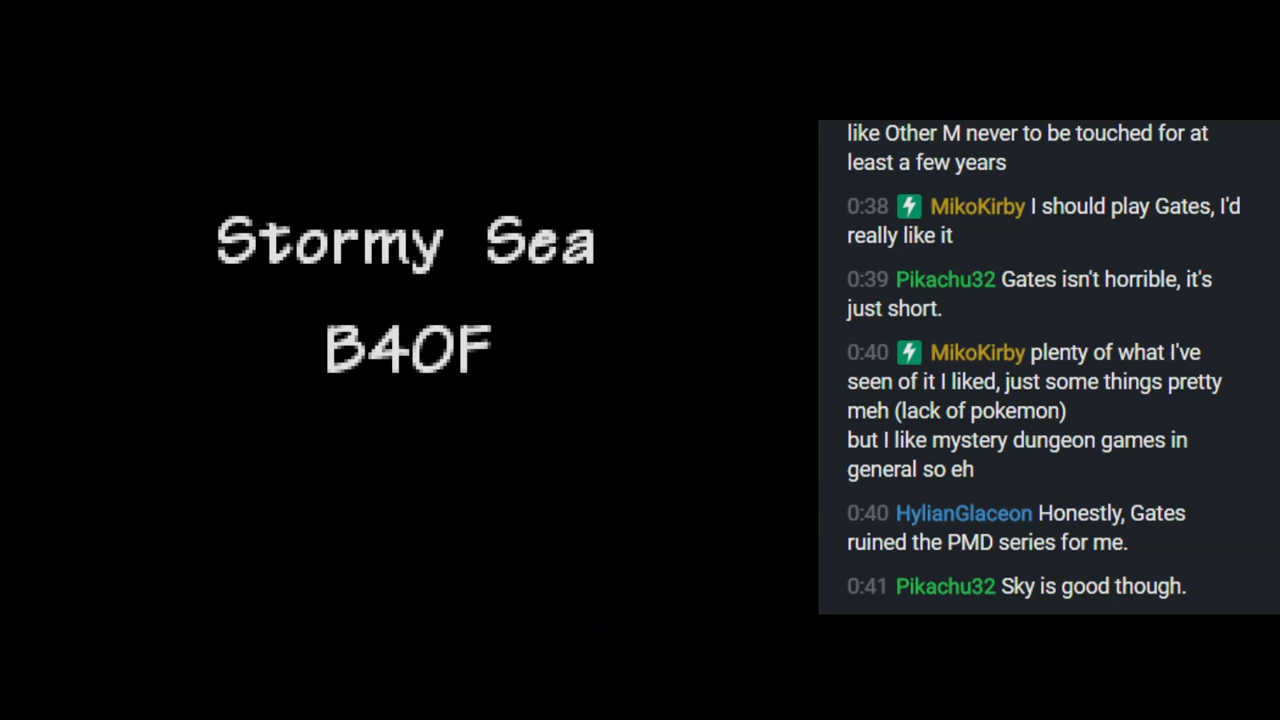 Stormy Sea
B40F
like Other M never to be touched for at
least a few years
0:38 MikoKirby I should play Gates, I'd
really like it
0:39 Pikachu32 Gates isn't horrible, it's
just short.
0:40 MikoKirby plenty of what I've
seen of it I liked, just some things pretty
meh (lack of pokemon)
but I like mystery dungeon games in
general so eh
0:40 HylianGlaceon Honestly, Gates
ruined the PMD series for me.
0:41 Pikachu32 Sky is good though.